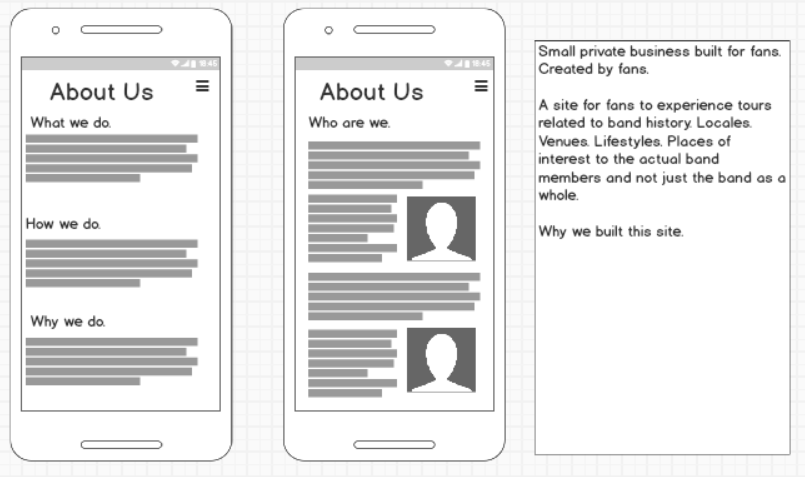 18:45
About Us
What we do.
How we do.
Why we do.
18:45
About Us
Who are we.
Small private business built for fans.
Created by fans.
A site for fans to experience tours
related to band history. Locales.
Venues. Lifestyles. Places of
interest to the actual band
members and not just the band as a
whole.
Why we built this site.